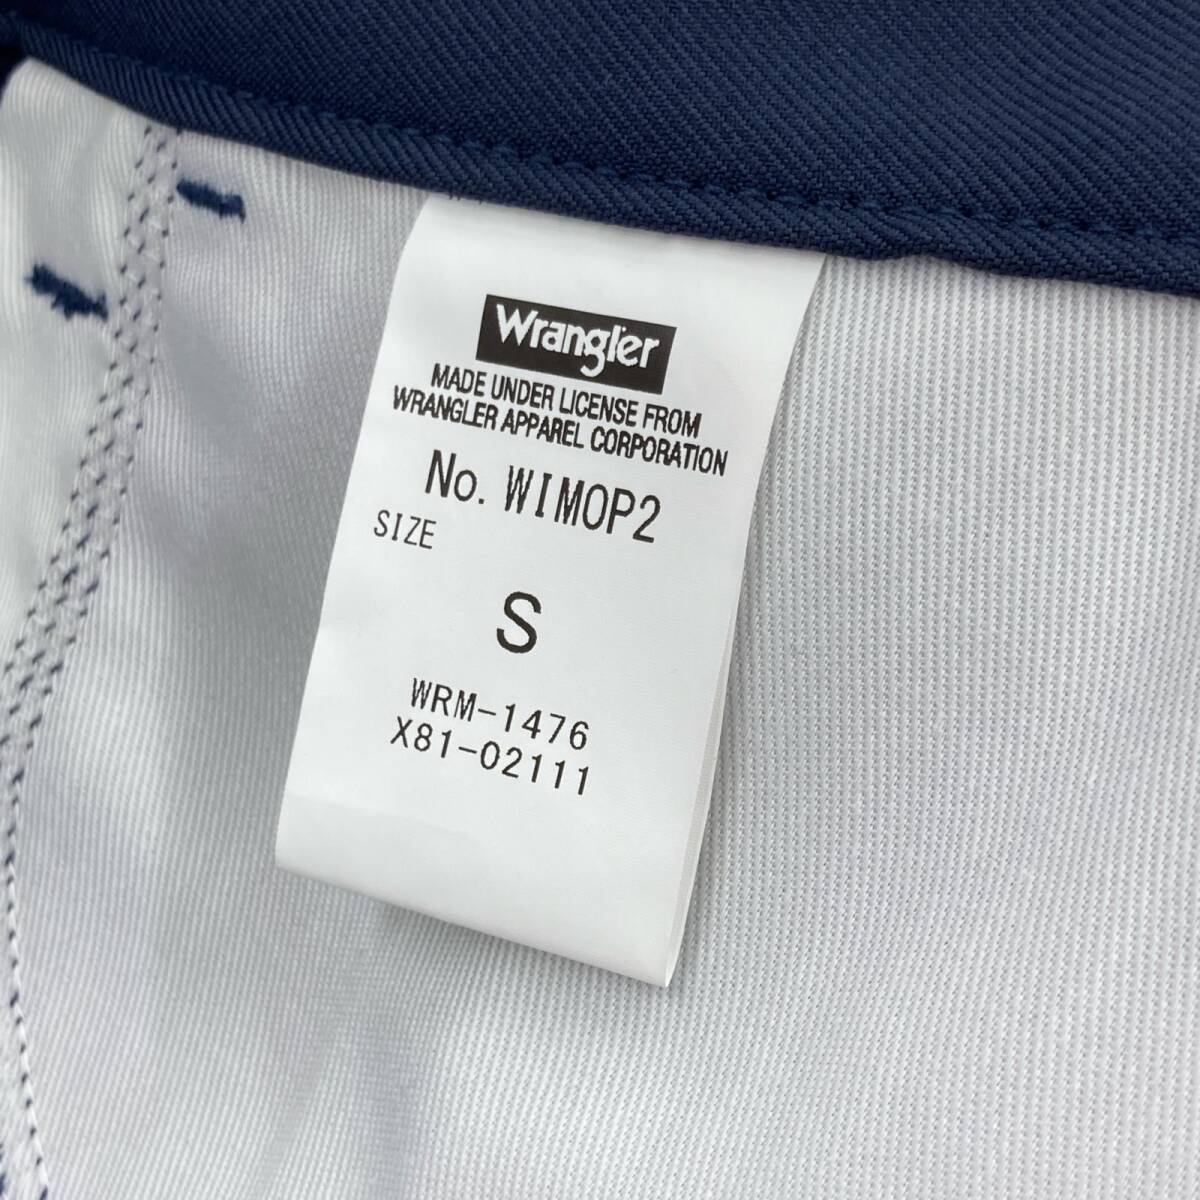 Wrangler
MADE UNDER LICENSE FROM
WRANGLER APPAREL CORPORATION
No. WIMOP2
SIZE
S
WRM-1476
X81-02111